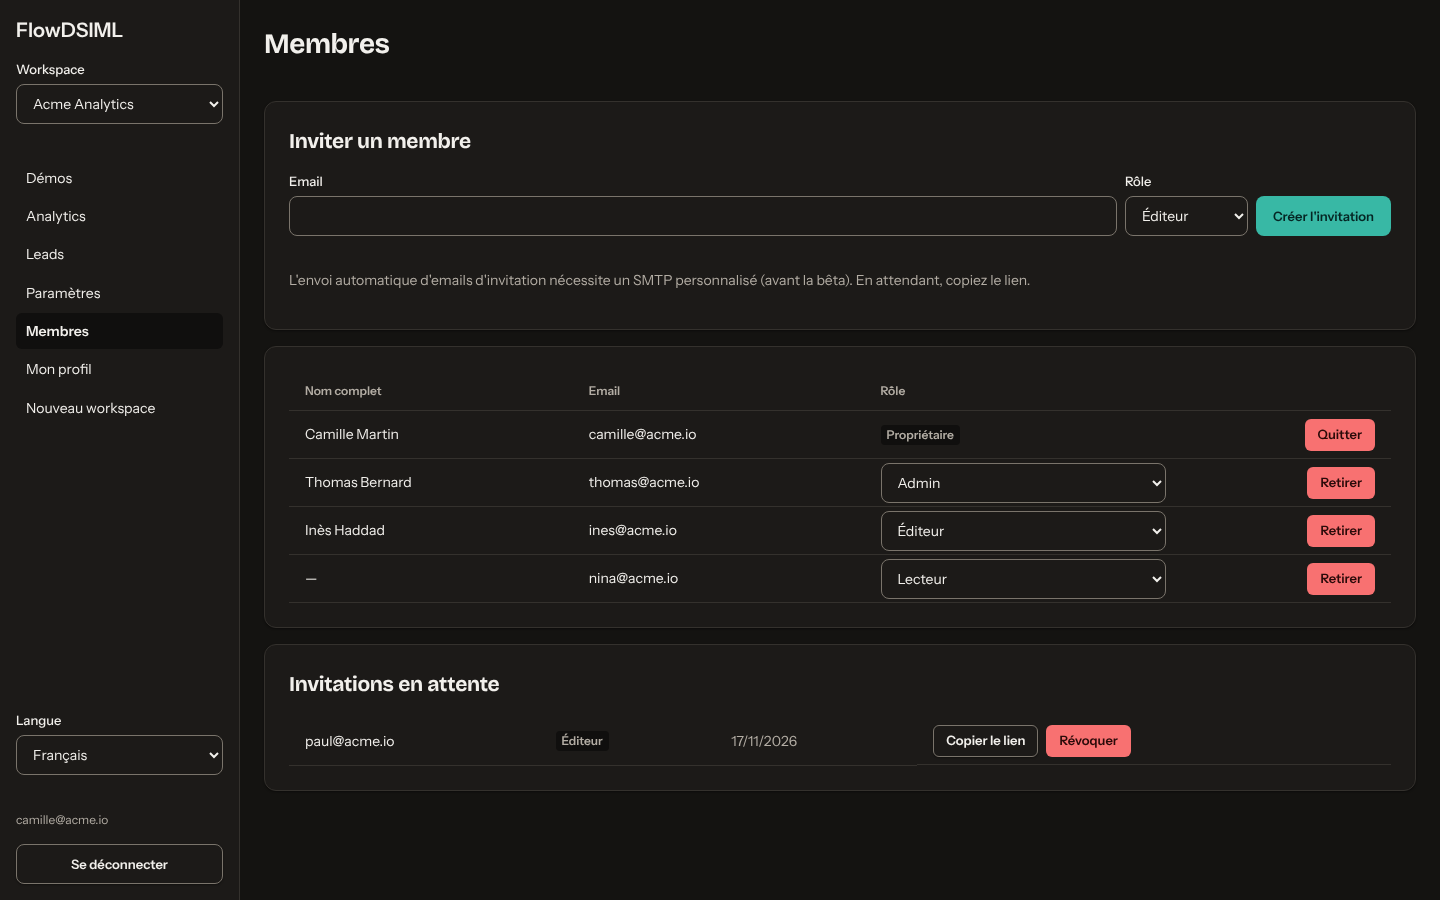 FlowDSIML
Workspace
Acme Analytics
Démos
Analytics
Leads
Paramètres
Membres
Mon profil
Nouveau workspace
Langue
Français
camille@acme.io
Se déconnecter
Membres
Inviter un membre
Email Rôle
Éditeur Créer l'invitation
L'envoi automatique d'emails d'invitation nécessite un SMTP personnalisé (avant la bêta). En attendant, copiez le lien.
Nom complet Email Rôle
Camille Martin camille@acme.io Propriétaire Quitter
Thomas Bernard thomas@acme.io Admin Retirer
Inès Haddad ines@acme.io Éditeur Retirer
— nina@acme.io Lecteur Retirer
Invitations en attente
paul@acme.io Éditeur 17/11/2026 Copier le lien Révoquer